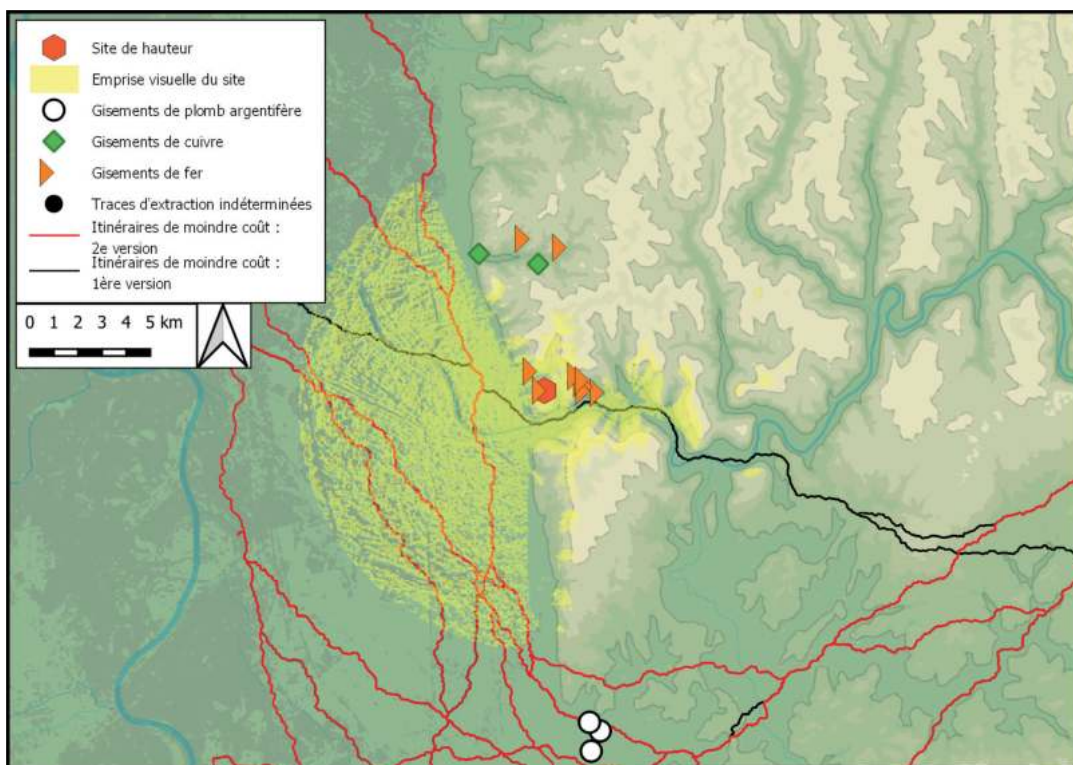 Site de hauteur
Emprise visuelle du site
Gisements de plomb argentifère
Gisements de cuivre
Gisements de fer
Traces d'extraction indéterminées
Itinéraires de moindre coût :
2e version
Itinéraires de moindre coût :
1ère version
0 1 2 3 4 5 km